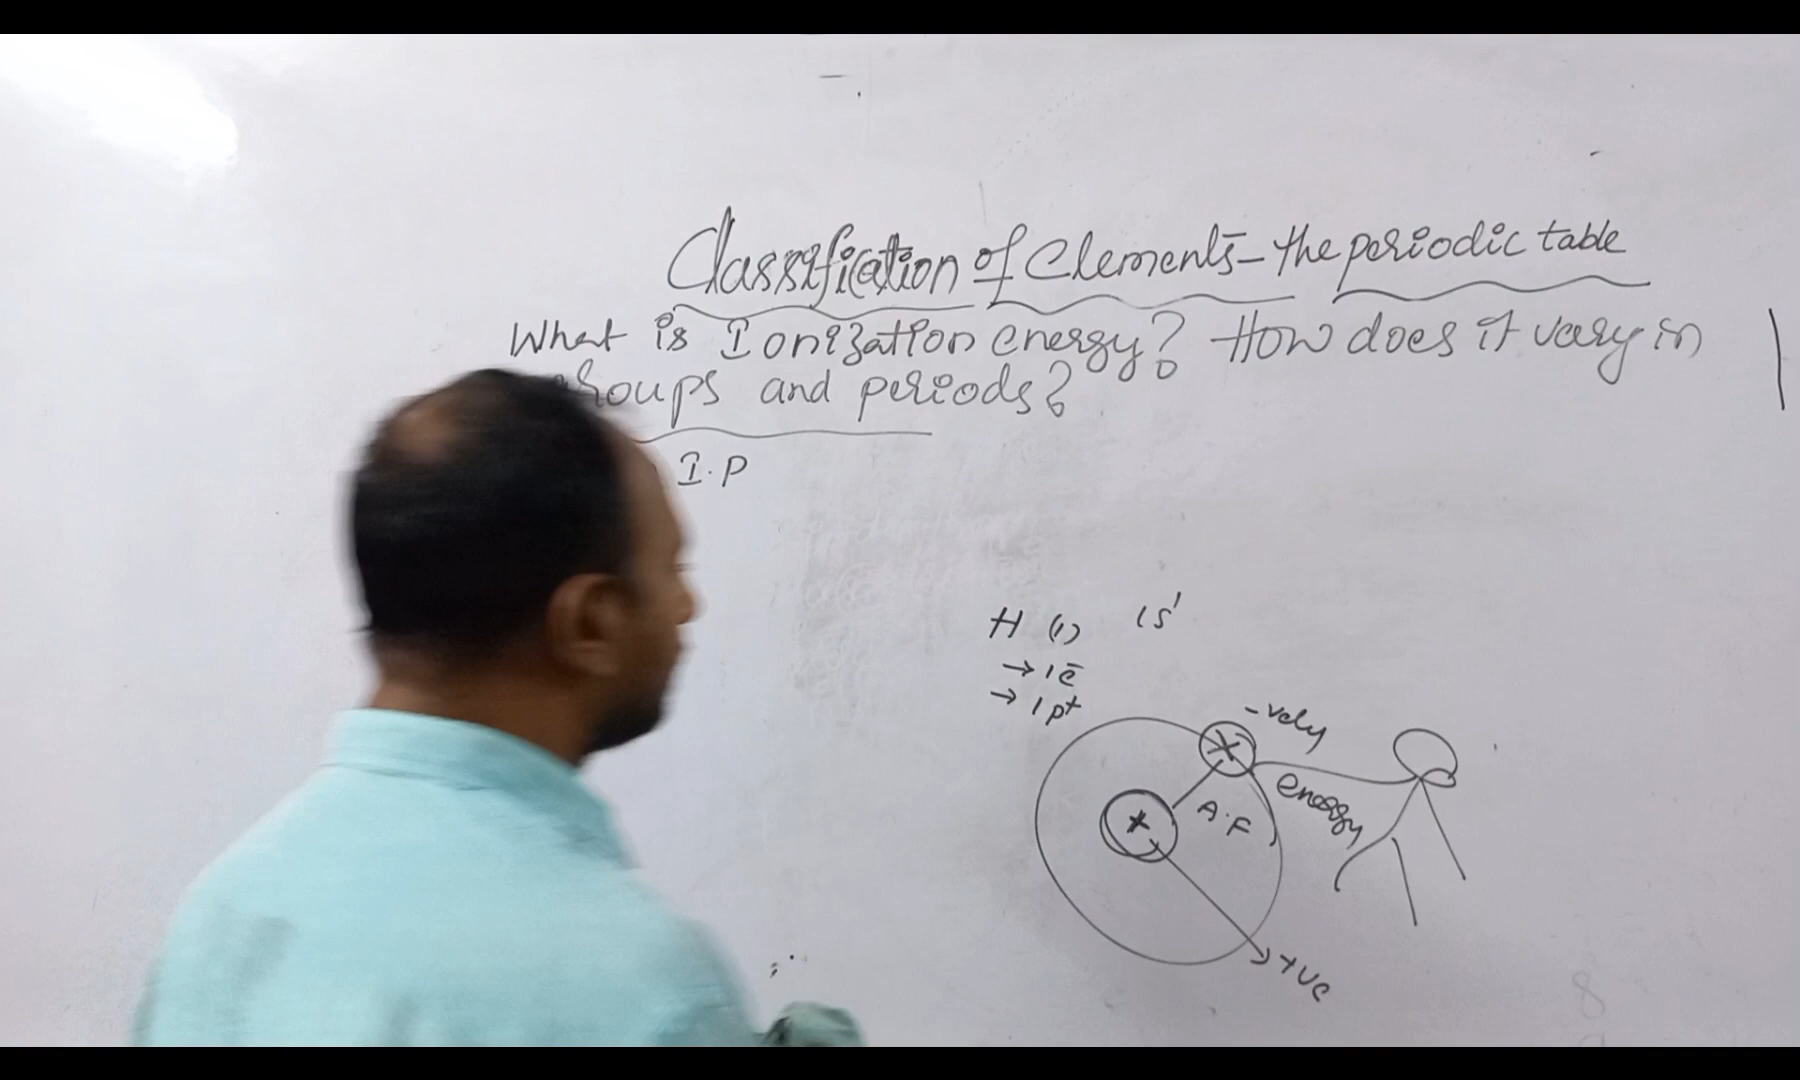 Classification of Elements - the periodic table
What is Ionization energy? How does it vary in
groups and periods?
I.P
H (1) 1s¹
→ 1ē
→ 1p⁺
-vely
energy
A.F
+ve